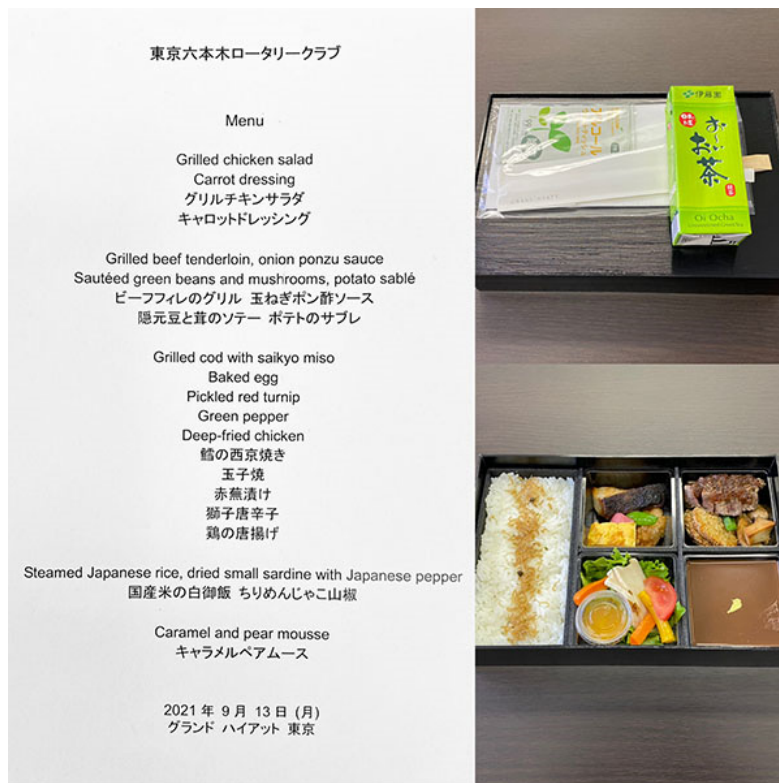 東京六本木ロータリークラブ
Menu
Grilled chicken salad
Carrot dressing
グリルチキンサラダ
キャロットドレッシング
Grilled beef tenderloin, onion ponzu sauce
Sautéed green beans and mushrooms, potato sablé
ビーフフィレのグリル 玉ねぎポン酢ソース
隠元豆と茸のソテー ポテトのサブレ
Grilled cod with saikyo miso
Baked egg
Pickled red turnip
Green pepper
Deep-fried chicken
鱈の西京焼き
玉子焼
赤蕪漬け
獅子唐辛子
鶏の唐揚げ
Steamed Japanese rice, dried small sardine with Japanese pepper
国産米の白御飯 ちりめんじゃこ山椒
Caramel and pear mousse
キャラメルペアムース
2021 年 9 月 13 日 (月)
グランド ハイアット 東京
伊藤園
お〜い
お茶
Oi Ocha